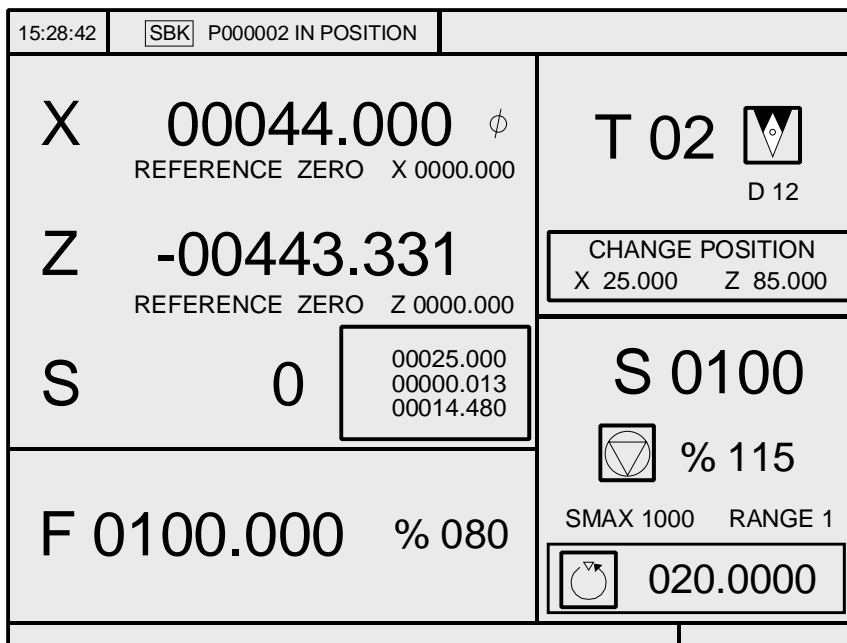 15:28:42 SBK P000002 IN POSITION
X 00044.000 ϕ
REFERENCE ZERO X 0000.000
Z -00443.331
REFERENCE ZERO Z 0000.000
S 0
00025.000
00000.013
00014.480
F 0100.000 % 080
T 02
D 12
CHANGE POSITION
X 25.000 Z 85.000
S 0100
% 115
SMAX 1000 RANGE 1
020.0000